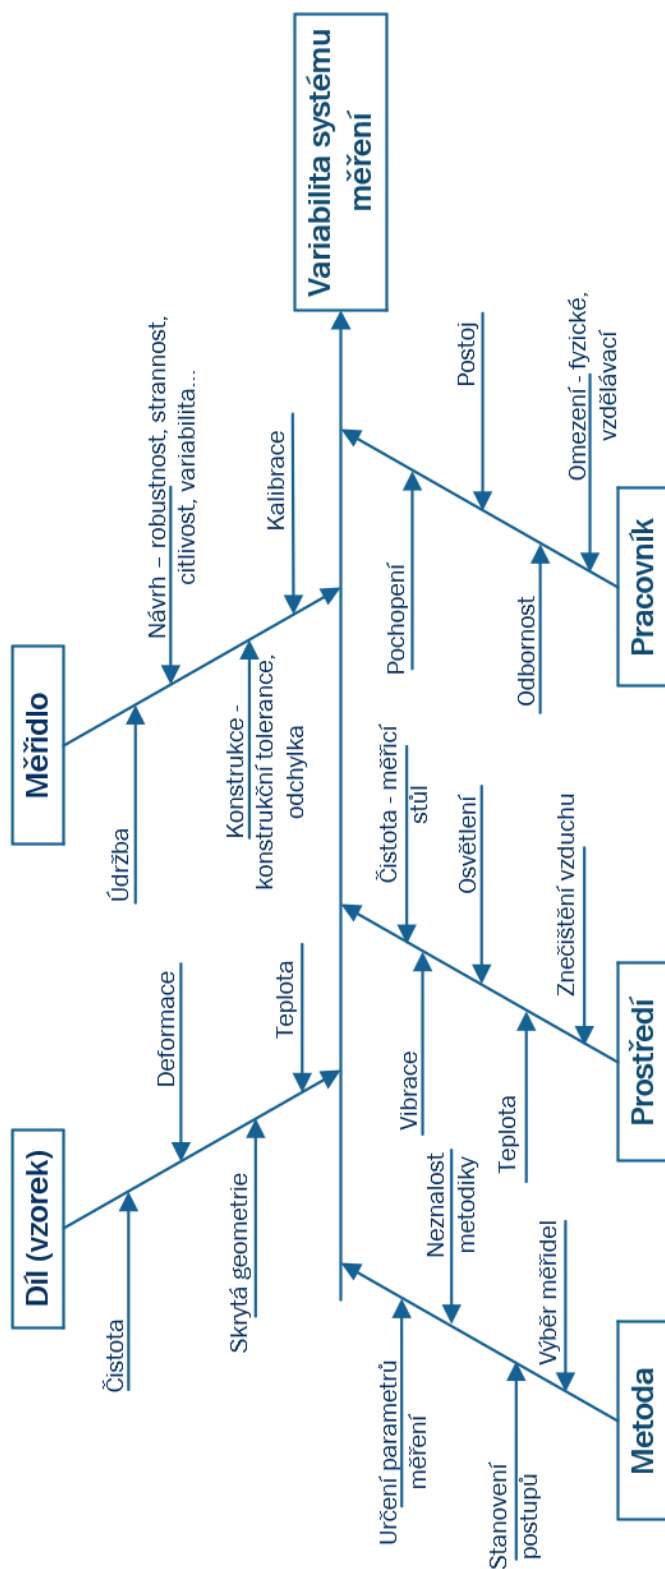 Díl (vzorek)
Čistota
Deformace
Skrytá geometrie
Teplota
Měřidlo
Údržba
Návrh – robustnost, strannost,
citlivost, variabilita...
Konstrukce -
konstrukční tolerance,
odchylka
Kalibrace
Variabilita systému
měření
Určení parametrů
měření
Neznalost
metodiky
Stanovení
postupů
Výběr měřidel
Metoda
Čistota - měřicí
stůl
Vibrace
Osvětlení
Teplota
Znečištění vzduchu
Prostředí
Pochopení
Postoj
Odbornost
Omezení - fyzické,
vzdělávací
Pracovník